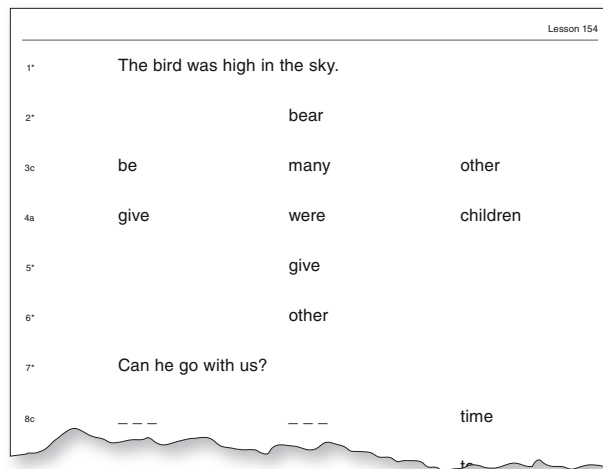 Lesson 154
1* The bird was high in the sky.
2* bear
3c be many other
4a give were children
5* give
6* other
7* Can he go with us?
8c _ _ _ _ _ _ time